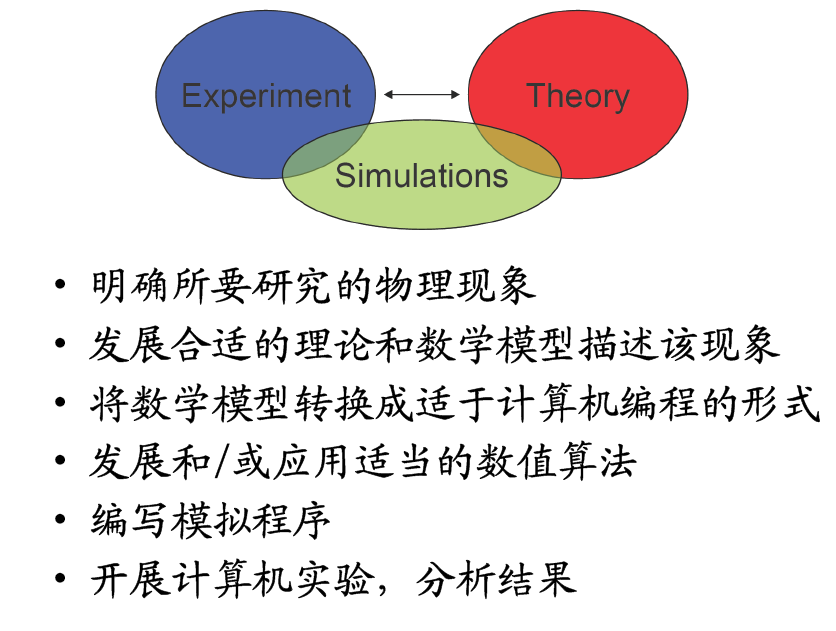 Experiment
Theory
Simulations
• 明确所要研究的物理现象
• 发展合适的理论和数学模型描述该现象
• 将数学模型转换成适于计算机编程的形式
• 发展和/或应用适当的数值算法
• 编写模拟程序
• 开展计算机实验，分析结果